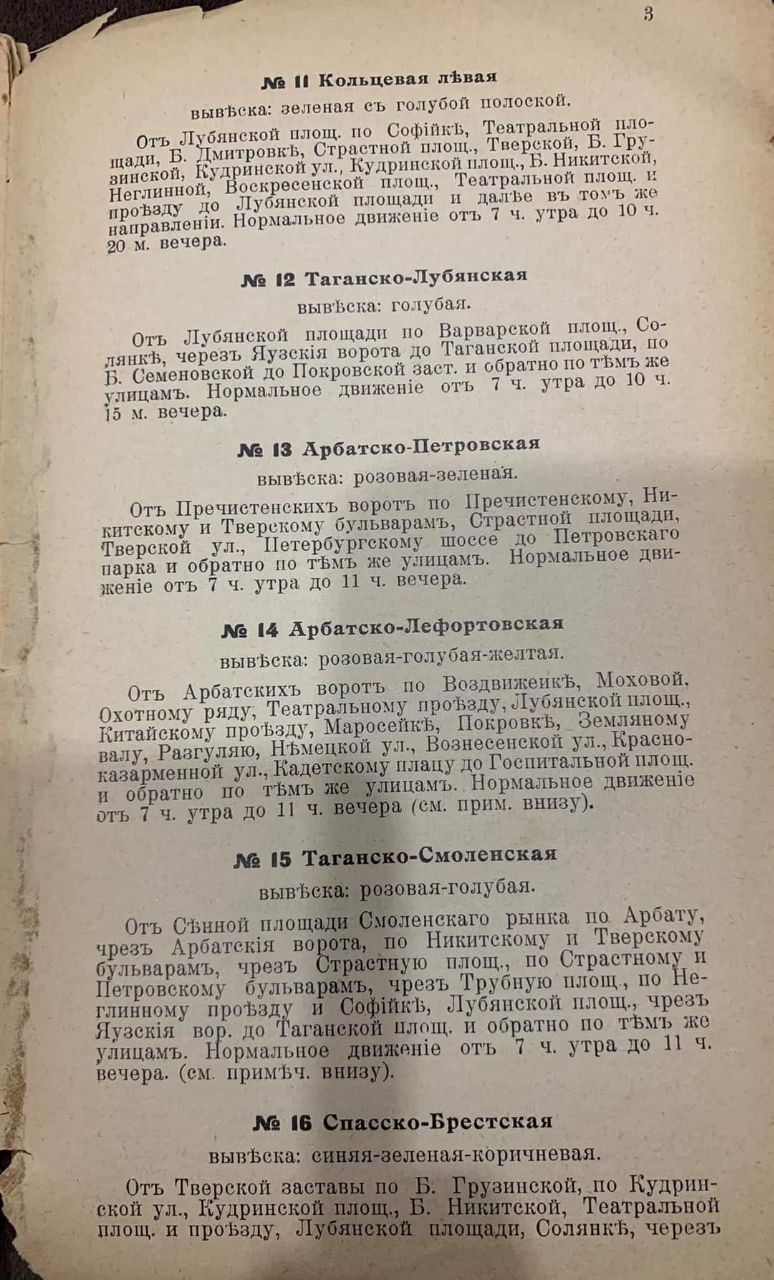 3
№ 11 Кольцевая лѣвая
вывѣска: зеленая съ голубой полоской.
Отъ Лубянской площ. по Софійкѣ, Театральной пло-
щади, Б. Дмитровкѣ, Страстной площ., Тверской, Б. Гру-
зинской, Кудринской ул., Кудринской площ., Б. Никитской,
Неглинной, Воскресенской площ., Театральной площ. и
проѣзду до Лубянской площади и далѣе въ томъ же
направленіи. Нормальное движеніе отъ 7 ч. утра до 10 ч.
20 м. вечера.
№ 12 Таганско-Лубянская
вывѣска: голубая.
Отъ Лубянской площади по Варварской площ., Со-
лянкѣ, черезъ Яузскія ворота до Таганской площади, по
Б. Семеновской до Покровской заст. и обратно по тѣмъ же
улицамъ. Нормальное движеніе отъ 7 ч. утра до 10 ч.
15 м. вечера.
№ 13 Арбатско-Петровская
вывѣска: розовая-зеленая.
Отъ Пречистенскихъ воротъ по Пречистенскому, Ни-
китскому и Тверскому бульварамъ, Страстной площади,
Тверской ул., Петербургскому шоссе до Петровскаго
парка и обратно по тѣмъ же улицамъ. Нормальное дви-
женіе отъ 7 ч. утра до 11 ч. вечера.
№ 14 Арбатско-Лефортовская
вывѣска: розовая-голубая-желтая.
Отъ Арбатскихъ воротъ по Воздвиженкѣ, Моховой,
Охотному ряду, Театральному проѣзду, Лубянской площ.,
Китайскому проѣзду, Маросейкѣ, Покровкѣ, Земляному
валу, Разгуляю, Нѣмецкой ул., Вознесенской ул., Красно-
казарменной ул., Кадетскому плацу до Госпитальной площ.
и обратно по тѣмъ же улицамъ. Нормальное движеніе
отъ 7 ч. утра до 11 ч. вечера (см. прим. внизу).
№ 15 Таганско-Смоленская
вывѣска: розовая-голубая.
Отъ Сѣнной площади Смоленскаго рынка по Арбату,
чрезъ Арбатскія ворота, по Никитскому и Тверскому
бульварамъ, чрезъ Страстную площ., по Страстному и
Петровскому бульварамъ, чрезъ Трубную площ., по Не-
глинному проѣзду и Софійкѣ, Лубянской площ., чрезъ
Яузскія вор. до Таганской площ. и обратно по тѣмъ же
улицамъ. Нормальное движеніе отъ 7 ч. утра до 11 ч.
вечера. (см. примѣч. внизу).
№ 16 Спасско-Брестская
вывѣска: синяя-зеленая-коричневая.
Отъ Тверской заставы по Б. Грузинской, по Кудрин-
ской ул., Кудринской площ., Б. Никитской, Театральной
площ. и проѣзду, Лубянской площади, Солянкѣ, черезъ